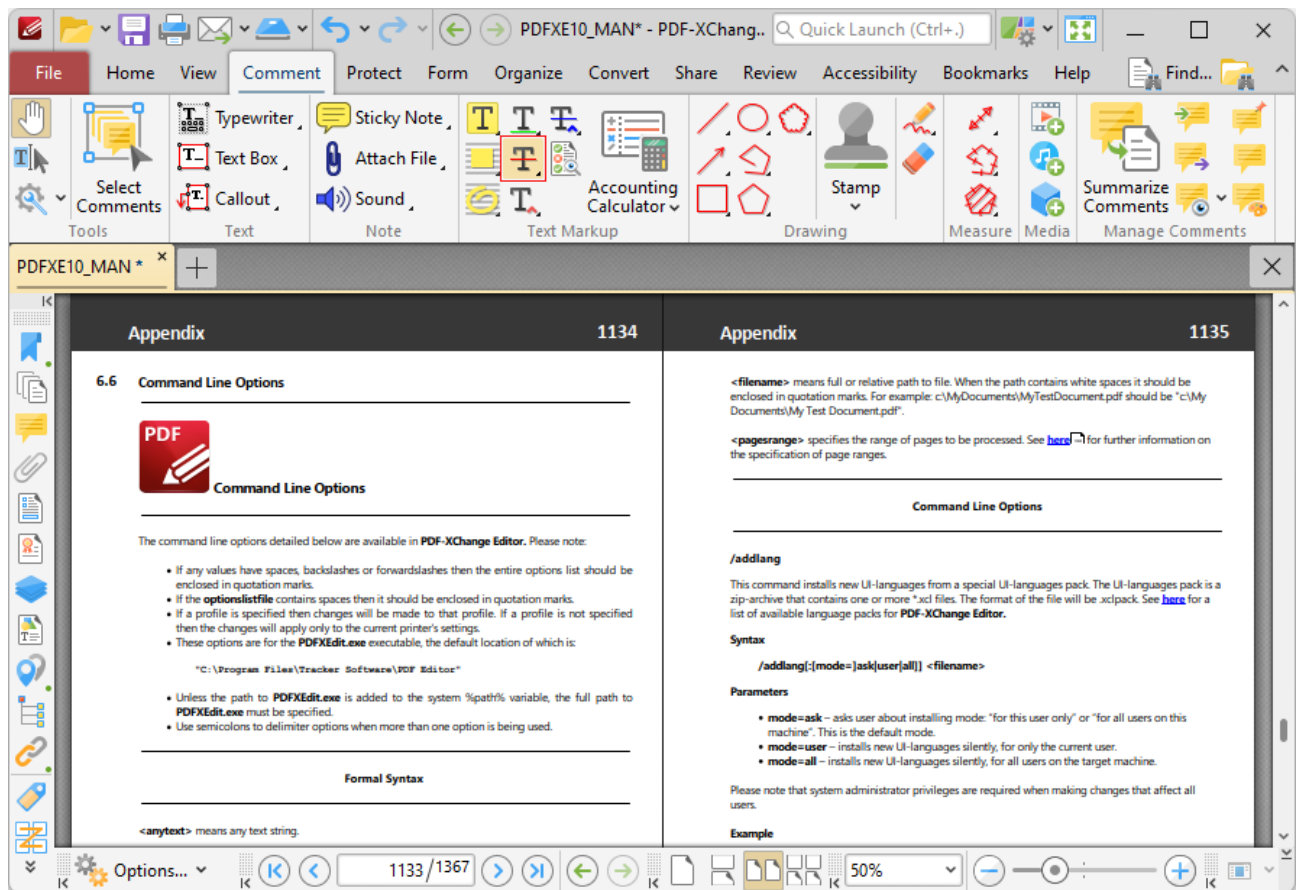 PDFXE10_MAN* - PDF-XChang.. Quick Launch (Ctrl+.)
File Home View Comment Protect Form Organize Convert Share Review Accessibility Bookmarks Help Find...
Typewriter Sticky Note
Text Box Attach File
Callout Sound
Select
Comments
Accounting
Calculator
Stamp
Summarize
Comments
Tools Text Note Text Markup Drawing Measure Media Manage Comments
PDFXE10_MAN *
Appendix 1134
6.6 Command Line Options
PDF
Command Line Options
The command line options detailed below are available in PDF-XChange Editor. Please note:
• If any values have spaces, backslashes or forwardslashes then the entire options list should be
enclosed in quotation marks.
• If the optionslistfile contains spaces then it should be enclosed in quotation marks.
• If a profile is specified then changes will be made to that profile. If a profile is not specified
then the changes will apply only to the current printer's settings.
• These options are for the PDFXEdit.exe executable, the default location of which is:
"C:\Program Files\Tracker Software\PDF Editor"
• Unless the path to PDFXEdit.exe is added to the system %path% variable, the full path to
PDFXEdit.exe must be specified.
• Use semicolons to delimiter options when more than one option is being used.
Formal Syntax
<anytext> means any text string.
Appendix 1135
<filename> means full or relative path to file. When the path contains white spaces it should be
enclosed in quotation marks. For example: c:\MyDocuments\MyTestDocument.pdf should be "c:\My
Documents\My Test Document.pdf".
<pagesrange> specifies the range of pages to be processed. See here for further information on
the specification of page ranges.
Command Line Options
/addlang
This command installs new UI-languages from a special UI-languages pack. The UI-languages pack is a
zip-archive that contains one or more *.xcl files. The format of the file will be .xclpack. See here for a
list of available language packs for PDF-XChange Editor.
Syntax
/addlang[:[mode=]ask|user|all)] <filename>
Parameters
• mode=ask – asks user about installing mode: "for this user only" or "for all users on this
machine". This is the default mode.
• mode=user – installs new UI-languages silently, for only the current user.
• mode=all – installs new UI-languages silently, for all users on the target machine.
Please note that system administrator privileges are required when making changes that affect all
users.
Example
Options... 1133/1367 50%